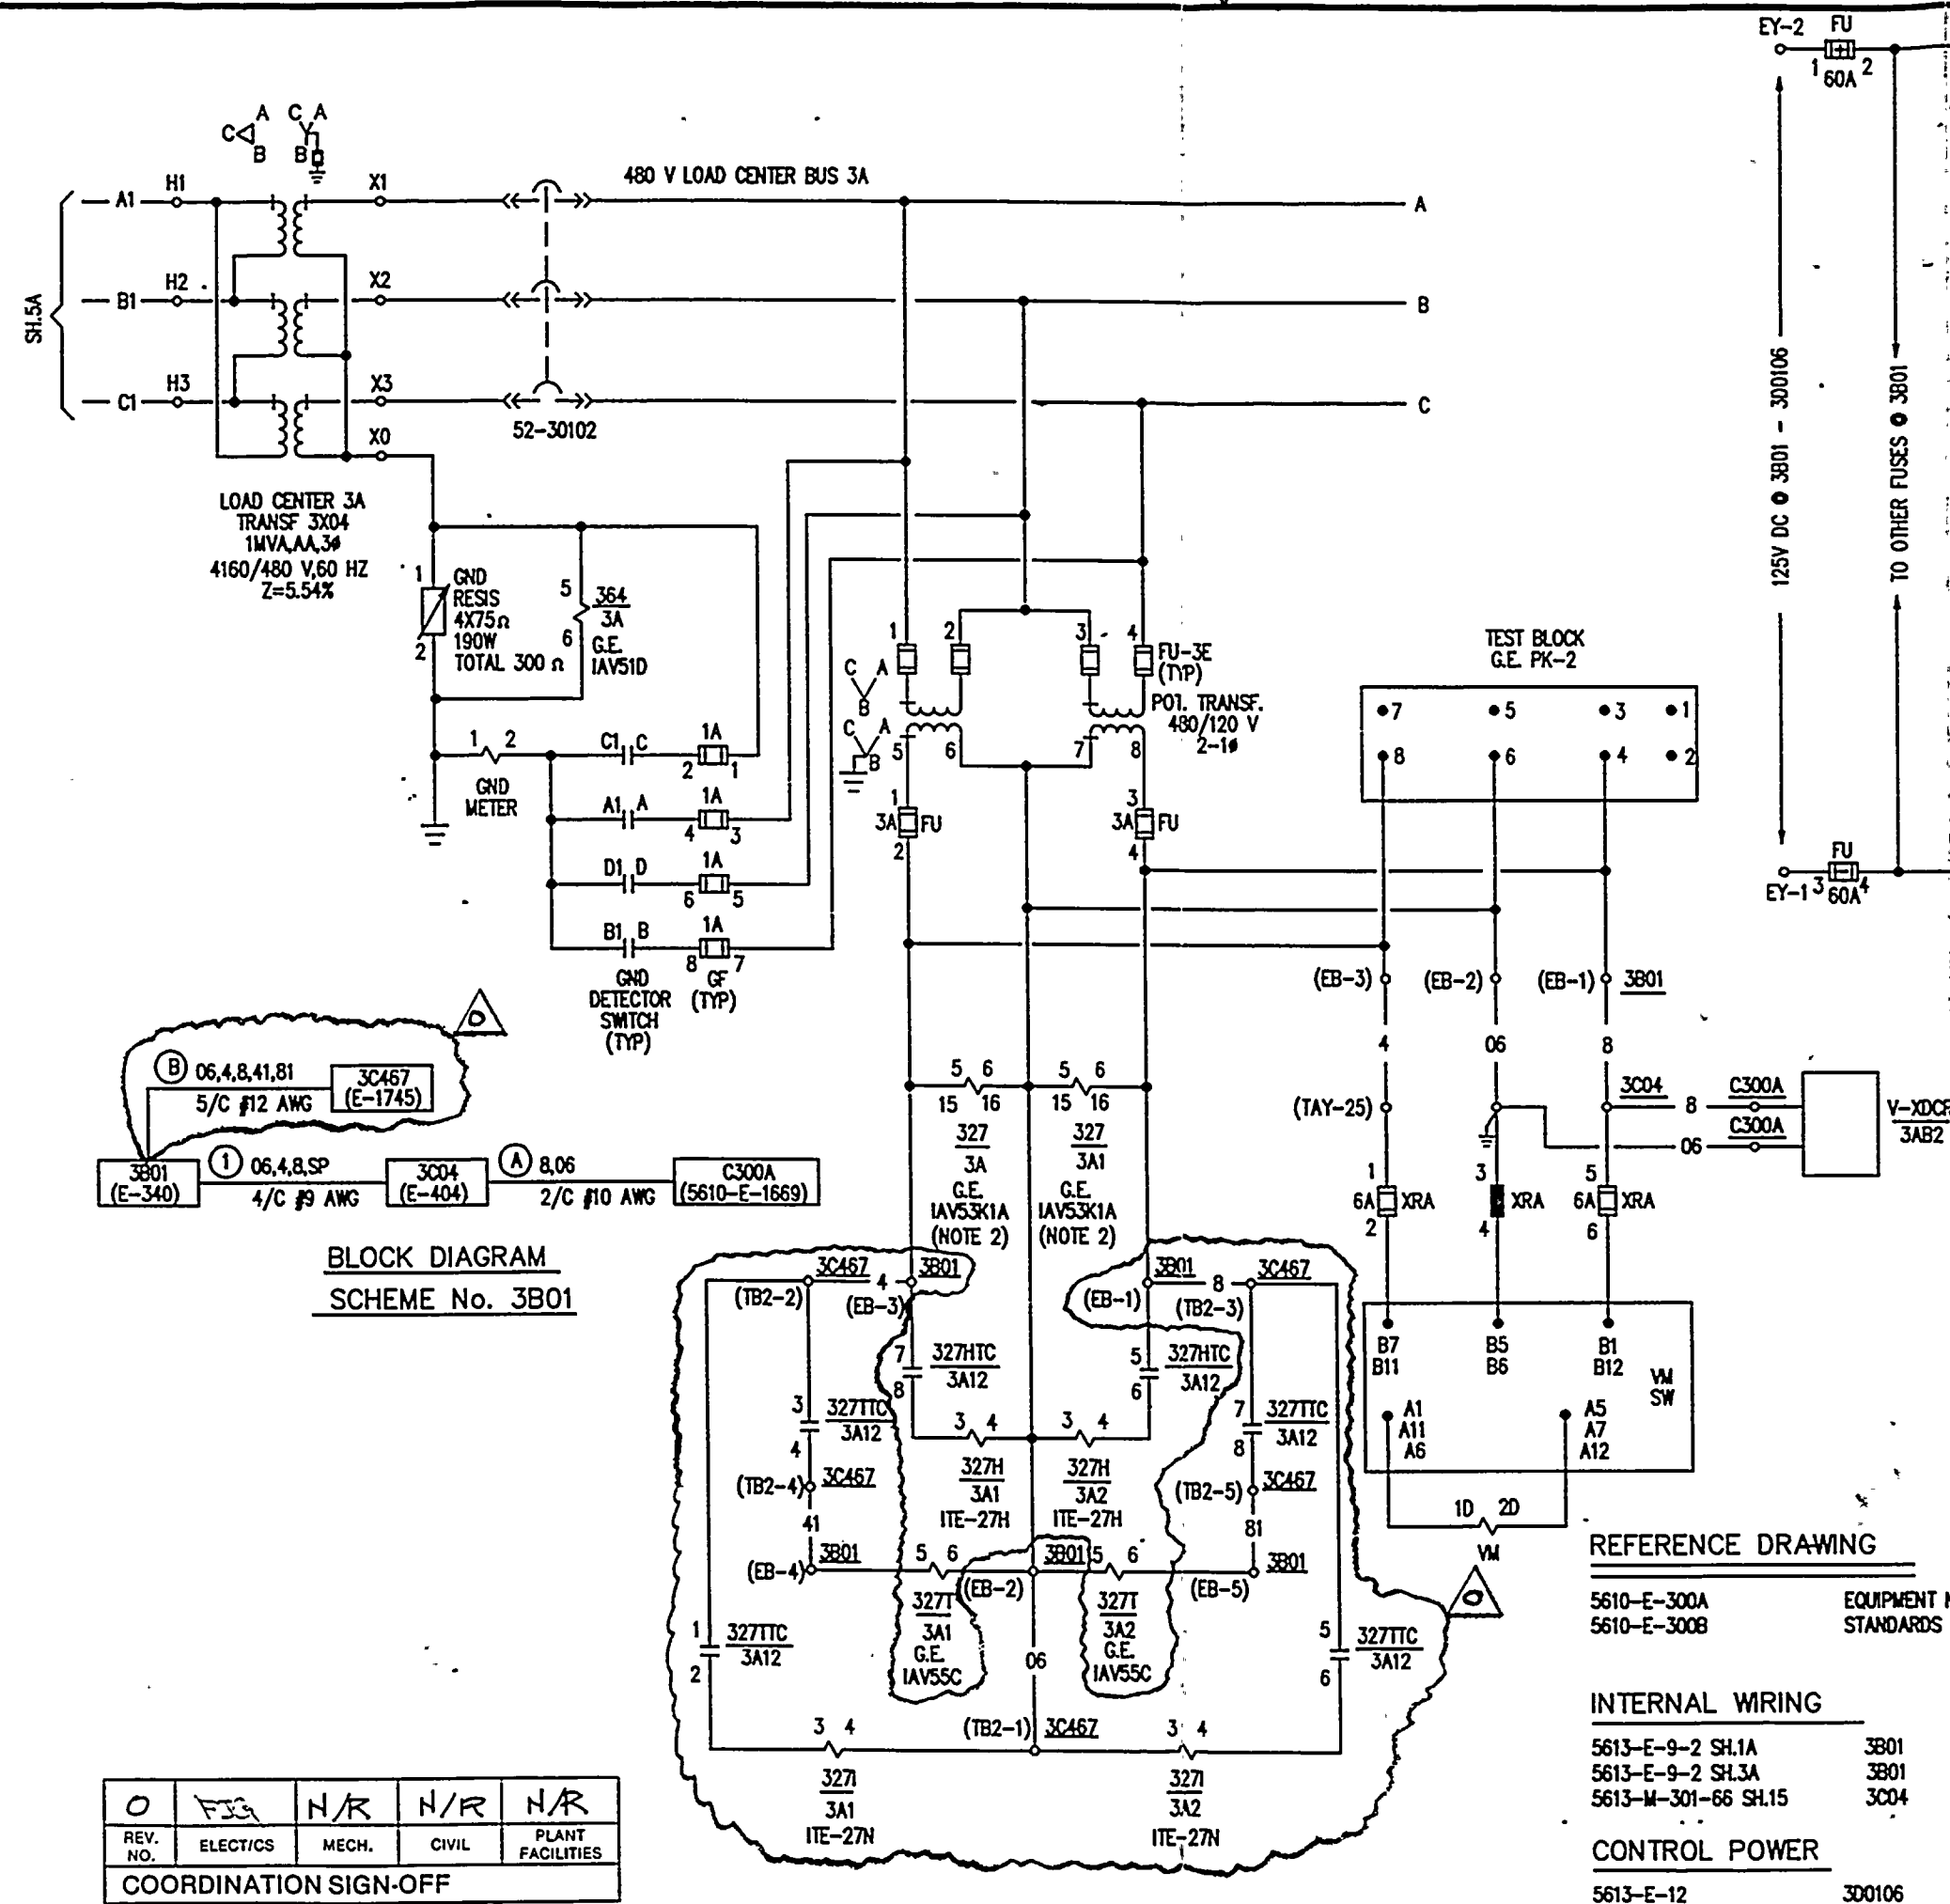 EY-2 FU
1 60A 2
A C A
C
B B
480 V LOAD CENTER BUS 3A
SH.5A
A1 H1 X1 A
B1 H2 X2 B
C1 H3 X3 C
X0
52-30102
LOAD CENTER 3A
TRANSF 3X04
1MVA,AA,3ø
4160/480 V,60 HZ
Z=5.54%
1 2
GND
RESIS
4X75Ω
190W
TOTAL 300 Ω
5 6
364
3A
G.E.
IAV51D
1 2
GND
METER
C1 C 1A 2 1
A1 A 1A 4 3
D1 D 1A 6 5
B1 B 1A 8 7
GND
DETECTOR
SWITCH
(TYP)
GF
(TYP)
1 2 3 4
FU-3E
(TYP)
POT. TRANSF.
480/120 V
2-1ø
C A
B
C A
B
5 6 7 8
1
3A FU
2
3
3A FU
4
TEST BLOCK
G.E. PK-2
7 5 3 1
8 6 4 2
125V DC @ 3B01 - 3D0106
TO OTHER FUSES @ 3B01
FU
EY-1 3 60A 4
(EB-3) (EB-2) (EB-1) 3B01
4 06 8
(TAY-25) 3C04 8 C300A
06 C300A
3AB2
1
6A XRA
2
3
XRA
4
5
6A XRA
6
B7 B5 B1
B11 B6 B12
VM
SW
A1 A5
A11 A7
A6 A12
1D 2D
VM
0
B 06,4,8,41,81 3C467
5/C #12 AWG (E-1745)
3B01
(E-340)
1 06,4,8,SP
4/C #9 AWG
3C04
(E-404)
A 8,06
2/C #10 AWG
C300A
(5610-E-1669)
BLOCK DIAGRAM
SCHEME No. 3B01
5 6 5 6
15 16 15 16
327 327
3A 3A1
G.E. G.E.
IAV53K1A IAV53K1A
(NOTE 2) (NOTE 2)
3C467 4 3B01
(TB2-2) (EB-3)
3B01 8 3C467
(EB-1) (TB2-3)
7 327HTC
8 3A12
5 327HTC
6 3A12
3 327TTC
4 3A12
7 327TTC
8 3A12
3 4 3 4
327H 327H
3A1 3A2
ITE-27H ITE-27H
(TB2-4) 3C467
41
(EB-4) 3B01
(TB2-5) 3C467
81
(EB-5) 3B01
5 6 3B01 5 6
(EB-2)
327T 327T
3A1 3A2
G.E. G.E.
IAV55C IAV55C
06
1 327TTC
2 3A12
5 327TTC
6 3A12
0
3 4 (TB2-1) 3C467 3 4
327I 327I
3A1 3A2
ITE-27N ITE-27N
REFERENCE DRAWING
5610-E-300A
5610-E-300B
EQUIPMENT
STANDARDS
INTERNAL WIRING
5613-E-9-2 SH.1A 3B01
5613-E-9-2 SH.3A 3B01
5613-M-301-66 SH.15 3C04
CONTROL POWER
5613-E-12 3D0106
0 N/R N/R N/R
REV. NO. ELECT/CS MECH. CIVIL PLANT FACILITIES
COORDINATION SIGN-OFF